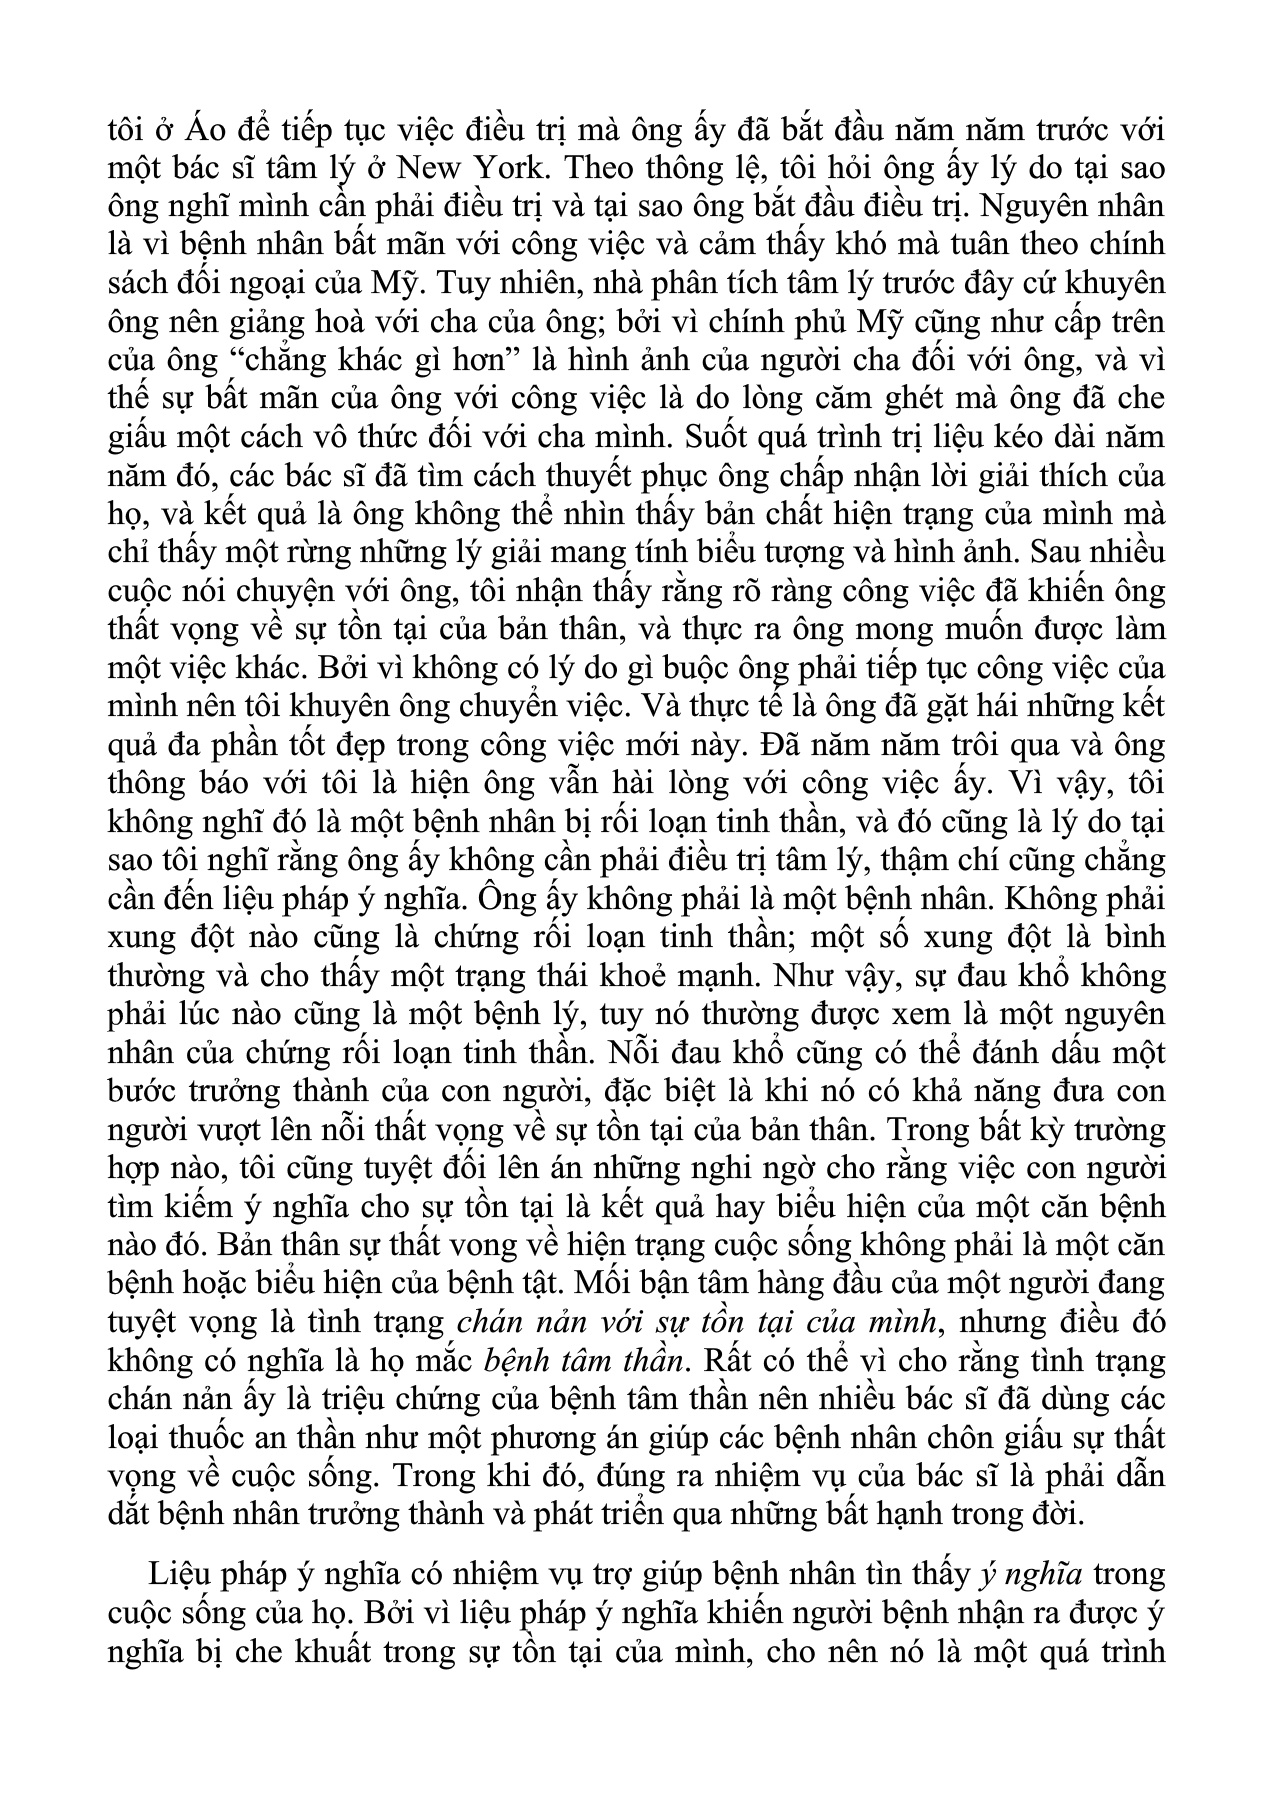 tôi ở Áo để tiếp tục việc điều trị mà ông ấy đã bắt đầu năm năm trước với
một bác sĩ tâm lý ở New York. Theo thông lệ, tôi hỏi ông ấy lý do tại sao
ông nghĩ mình cần phải điều trị và tại sao ông bắt đầu điều trị. Nguyên nhân
là vì bệnh nhân bất mãn với công việc và cảm thấy khó mà tuân theo chính
sách đối ngoại của Mỹ. Tuy nhiên, nhà phân tích tâm lý trước đây cứ khuyên
ông nên giảng hoà với cha của ông; bởi vì chính phủ Mỹ cũng như cấp trên
của ông “chẳng khác gì hơn” là hình ảnh của người cha đối với ông, và vì
thế sự bất mãn của ông với công việc là do lòng căm ghét mà ông đã che
giấu một cách vô thức đối với cha mình. Suốt quá trình trị liệu kéo dài năm
năm đó, các bác sĩ đã tìm cách thuyết phục ông chấp nhận lời giải thích của
họ, và kết quả là ông không thể nhìn thấy bản chất hiện trạng của mình mà
chỉ thấy một rừng những lý giải mang tính biểu tượng và hình ảnh. Sau nhiều
cuộc nói chuyện với ông, tôi nhận thấy rằng rõ ràng công việc đã khiến ông
thất vọng về sự tồn tại của bản thân, và thực ra ông mong muốn được làm
một việc khác. Bởi vì không có lý do gì buộc ông phải tiếp tục công việc của
mình nên tôi khuyên ông chuyển việc. Và thực tế là ông đã gặt hái những kết
quả đa phần tốt đẹp trong công việc mới này. Đã năm năm trôi qua và ông
thông báo với tôi là hiện ông vẫn hài lòng với công việc ấy. Vì vậy, tôi
không nghĩ đó là một bệnh nhân bị rối loạn tinh thần, và đó cũng là lý do tại
sao tôi nghĩ rằng ông ấy không cần phải điều trị tâm lý, thậm chí cũng chẳng
cần đến liệu pháp ý nghĩa. Ông ấy không phải là một bệnh nhân. Không phải
xung đột nào cũng là chứng rối loạn tinh thần; một số xung đột là bình
thường và cho thấy một trạng thái khoẻ mạnh. Như vậy, sự đau khổ không
phải lúc nào cũng là một bệnh lý, tuy nó thường được xem là một nguyên
nhân của chứng rối loạn tinh thần. Nỗi đau khổ cũng có thể đánh dấu một
bước trưởng thành của con người, đặc biệt là khi nó có khả năng đưa con
người vượt lên nỗi thất vọng về sự tồn tại của bản thân. Trong bất kỳ trường
hợp nào, tôi cũng tuyệt đối lên án những nghi ngờ cho rằng việc con người
tìm kiếm ý nghĩa cho sự tồn tại là kết quả hay biểu hiện của một căn bệnh
nào đó. Bản thân sự thất vong về hiện trạng cuộc sống không phải là một căn
bệnh hoặc biểu hiện của bệnh tật. Mối bận tâm hàng đầu của một người đang
tuyệt vọng là tình trạng chán nản với sự tồn tại của mình, nhưng điều đó
không có nghĩa là họ mắc bệnh tâm thần. Rất có thể vì cho rằng tình trạng
chán nản ấy là triệu chứng của bệnh tâm thần nên nhiều bác sĩ đã dùng các
loại thuốc an thần như một phương án giúp các bệnh nhân chôn giấu sự thất
vọng về cuộc sống. Trong khi đó, đúng ra nhiệm vụ của bác sĩ là phải dẫn
dắt bệnh nhân trưởng thành và phát triển qua những bất hạnh trong đời.
Liệu pháp ý nghĩa có nhiệm vụ trợ giúp bệnh nhân tìn thấy ý nghĩa trong
cuộc sống của họ. Bởi vì liệu pháp ý nghĩa khiến người bệnh nhận ra được ý
nghĩa bị che khuất trong sự tồn tại của mình, cho nên nó là một quá trình